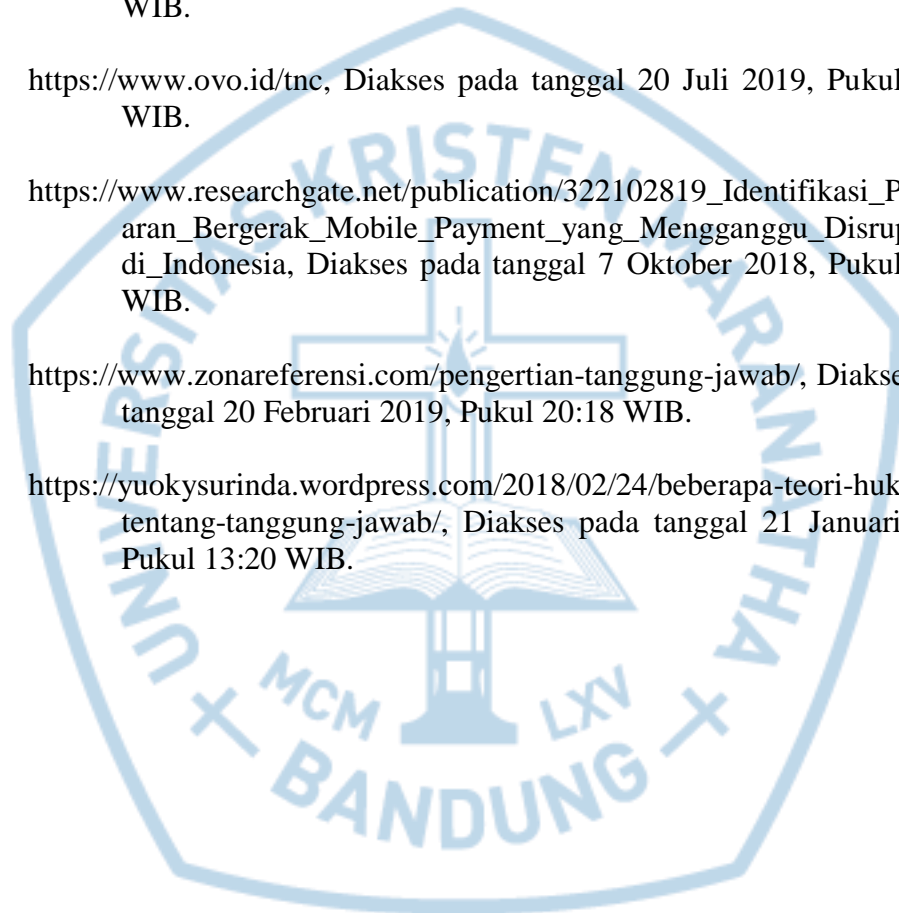 WIB.
https://www.ovo.id/tnc, Diakses pada tanggal 20 Juli 2019, Pukul
WIB.
https://www.researchgate.net/publication/322102819_Identifikasi_P
aran_Bergerak_Mobile_Payment_yang_Mengganggu_Disrup
di_Indonesia, Diakses pada tanggal 7 Oktober 2018, Pukul
WIB.
https://www.zonareferensi.com/pengertian-tanggung-jawab/, Diakse
tanggal 20 Februari 2019, Pukul 20:18 WIB.
https://yuokysurinda.wordpress.com/2018/02/24/beberapa-teori-huk
tentang-tanggung-jawab/, Diakses pada tanggal 21 Januari
Pukul 13:20 WIB.
UNIVERSITAS KRISTEN MARANATHA
MCM LXV
BANDUNG